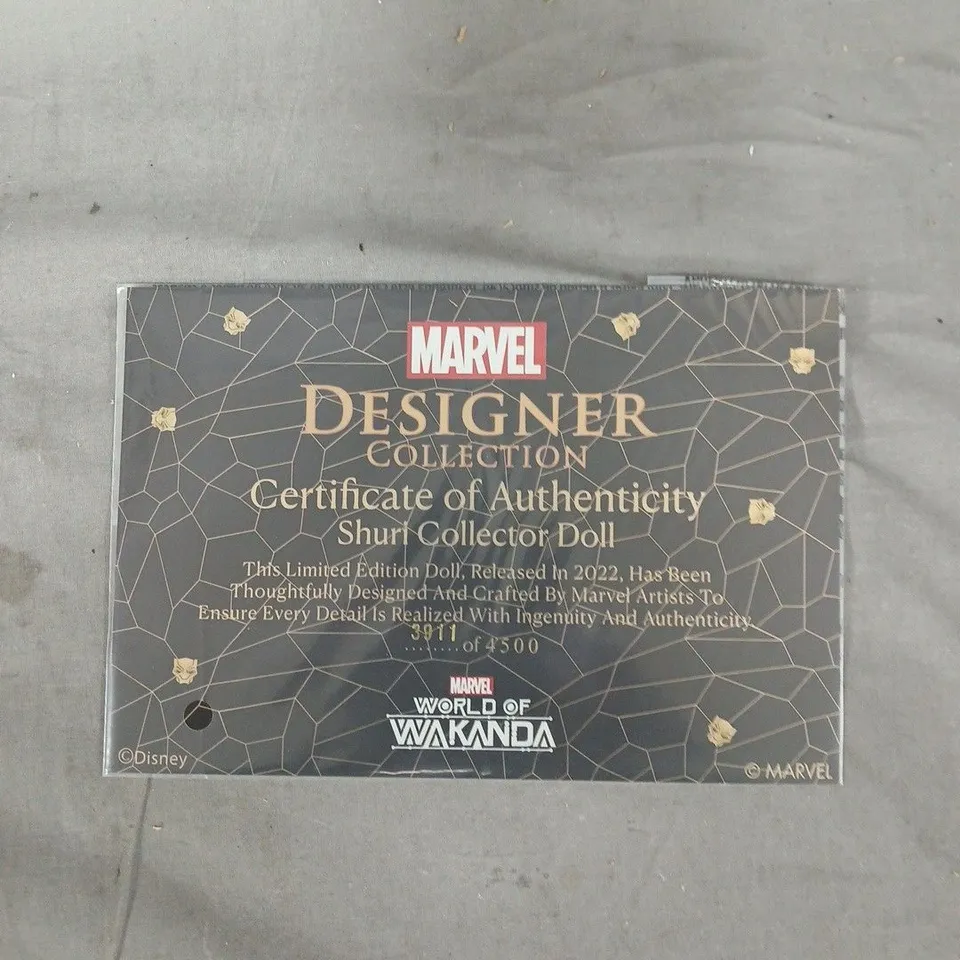 MARVEL
DESIGNER
COLLECTION
Certificate of Authenticity
Shuri Collector Doll
This Limited Edition Doll, Released In 2022, Has Been
Thoughtfully Designed And Crafted By Marvel Artists To
Ensure Every Detail Is Realized With Ingenuity And Authenticity.
3911
........of 4500
MARVEL
WORLD OF
WAKANDA
©Disney
© MARVEL